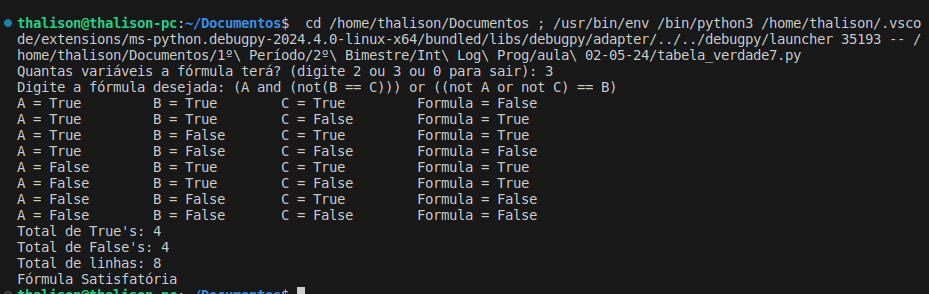 thalison@thalison-pc:~/Documentos$  cd /home/thalison/Documentos ; /usr/bin/env /bin/python3 /home/thalison/.vsco
de/extensions/ms-python.debugpy-2024.4.0-linux-x64/bundled/libs/debugpy/adapter/../../debugpy/launcher 35193 -- /
home/thalison/Documentos/1º\ Período/2º\ Bimestre/Int\ Log\ Prog/aula\ 02-05-24/tabela_verdade7.py
Quantas variáveis a fórmula terá? (digite 2 ou 3 ou 0 para sair): 3
Digite a fórmula desejada: (A and (not(B == C))) or ((not A or not C) == B)
A = True         B = True        C = True         Formula = False
A = True         B = True        C = False        Formula = True
A = True         B = False       C = True         Formula = True
A = True         B = False       C = False        Formula = False
A = False        B = True        C = True         Formula = True
A = False        B = True        C = False        Formula = True
A = False        B = False       C = True         Formula = False
A = False        B = False       C = False        Formula = False
Total de True's: 4
Total de False's: 4
Total de linhas: 8
Fórmula Satisfatória
thalison@thalison-pc:~/Documentos$